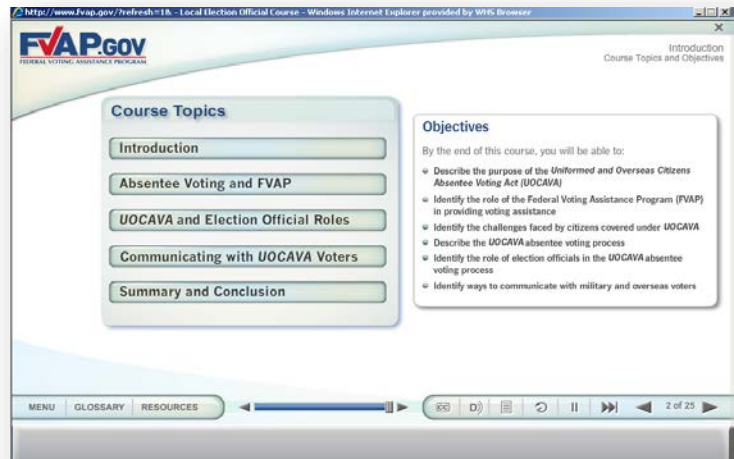 http://www.fvap.gov/?refresh=1& - Local Election Official Course - Windows Internet Explorer provided by WHS Browser
FVAP.GOV
FEDERAL VOTING ASSISTANCE PROGRAM
Introduction
Course Topics and Objectives
Course Topics
Introduction
Absentee Voting and FVAP
UOCAVA and Election Official Roles
Communicating with UOCAVA Voters
Summary and Conclusion
Objectives
By the end of this course, you will be able to:
Describe the purpose of the Uniformed and Overseas Citizens
Absentee Voting Act (UOCAVA)
Identify the role of the Federal Voting Assistance Program (FVAP)
in providing voting assistance
Identify the challenges faced by citizens covered under UOCAVA
Describe the UOCAVA absentee voting process
Identify the role of election officials in the UOCAVA absentee
voting process
Identify ways to communicate with military and overseas voters
MENU GLOSSARY RESOURCES
CC D 2 of 25